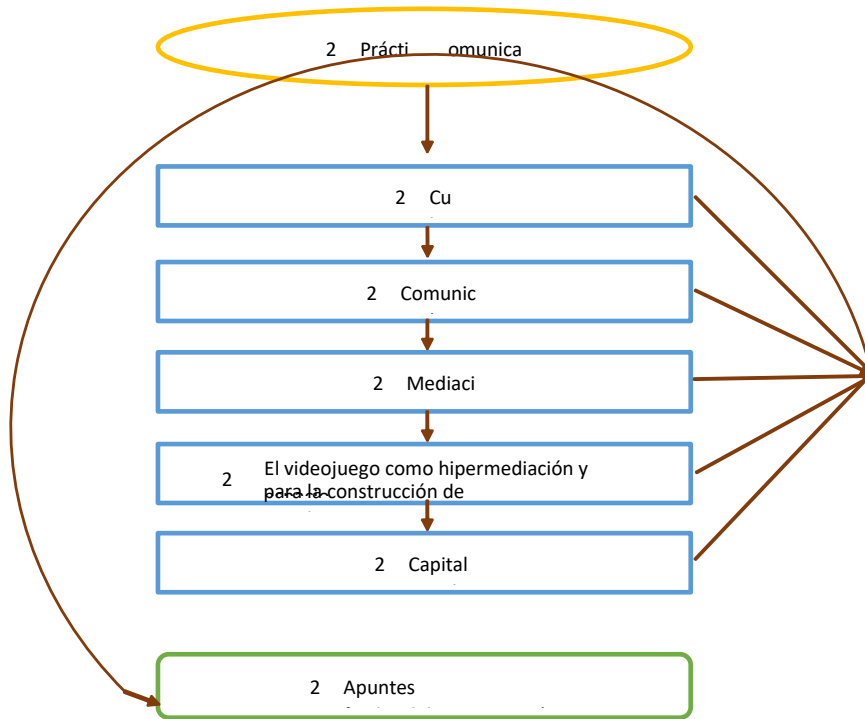 2 Prácti omunica
2 Cu
2 Comunic
2 Mediaci
2 El videojuego como hipermediación y
para la construcción de
2 Capital
2 Apuntes